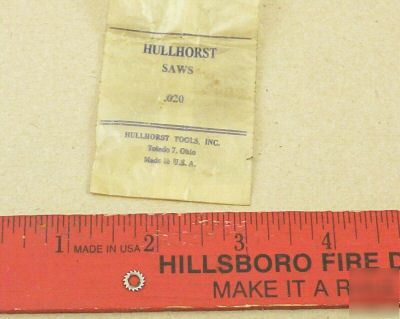 HULLHORST
SAWS
.020
HULLHORST TOOLS, INC.
Toledo 7, Ohio
Made in U.S.A.
1 MADE IN USA 2 3 4
HILLSBORO FIRE D
MAKE IT A R